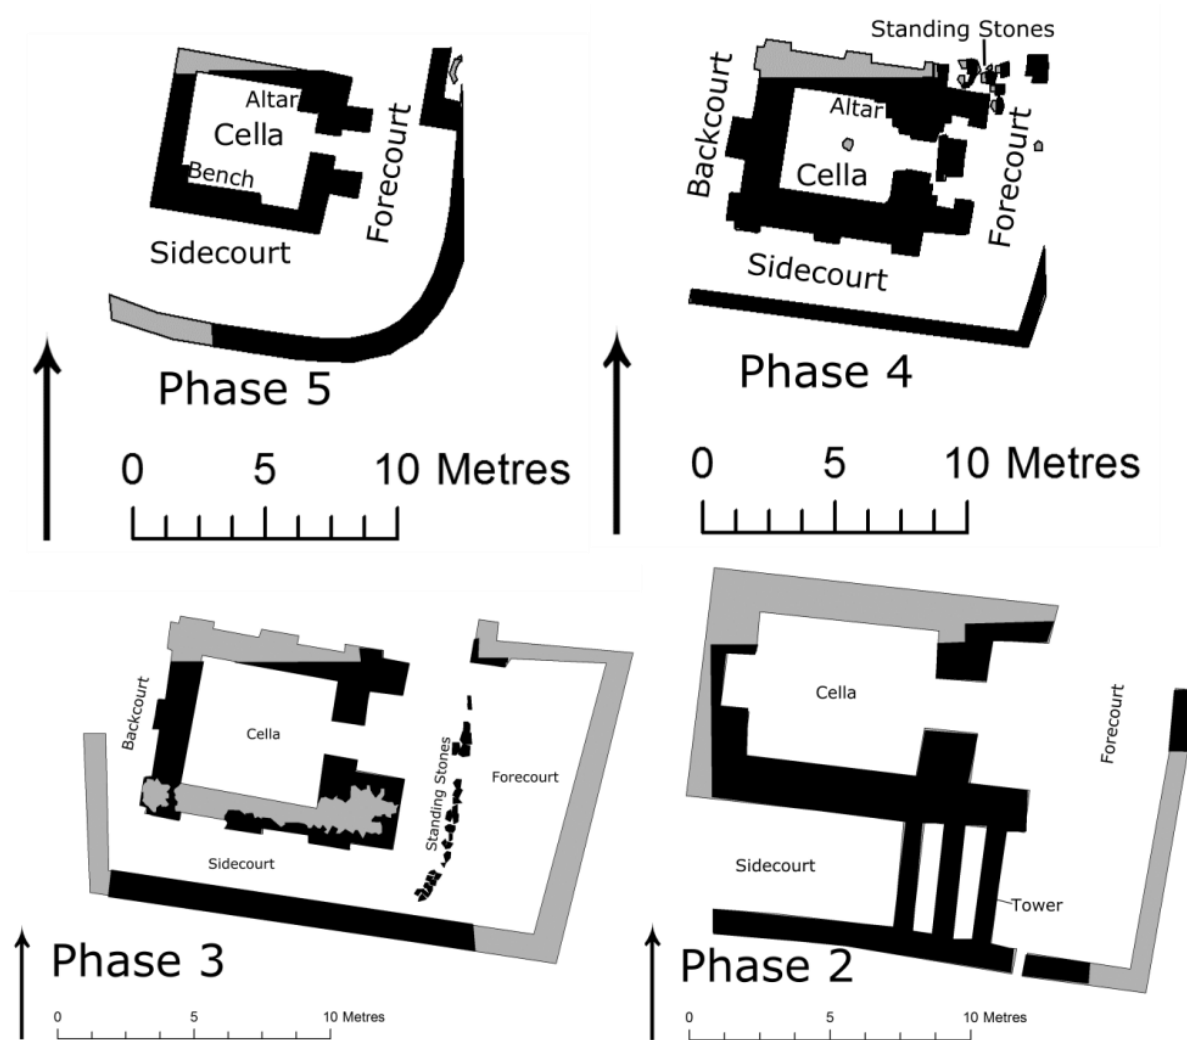 Altar
Cella
Bench
Forecourt
Sidecourt
Phase 5
0 5 10 Metres
Standing Stones
Backcourt
Altar
Cella
Forecourt
Sidecourt
Phase 4
0 5 10 Metres
Backcourt
Cella
Standing Stones
Forecourt
Sidecourt
Phase 3
0 5 10 Metres
Cella
Forecourt
Sidecourt
Tower
Phase 2
0 5 10 Metres